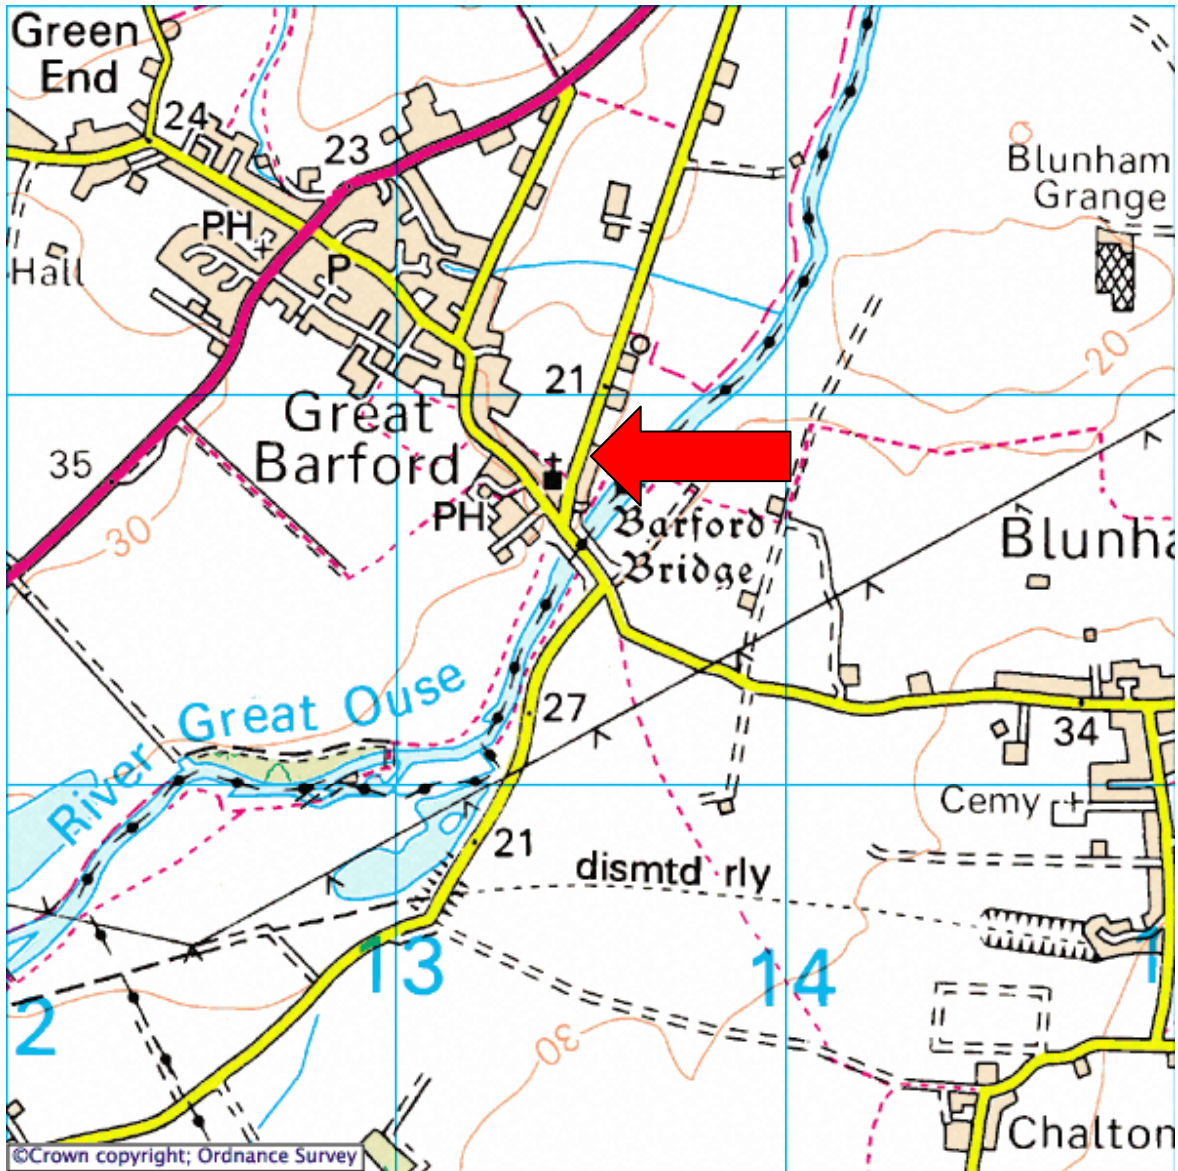 Green
End
24
23
Blunham
Grange
PH
Hall
P
20
21
Great
Barford
35
PH
Barford
Bridge
30
Blunha
River Great Ouse
27
34
Cemy
21
dismtd rly
13
14
1
2
30
Chalton
©Crown copyright; Ordnance Survey